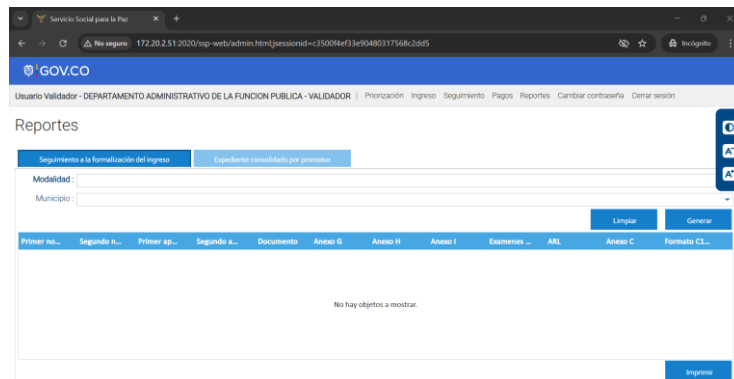 Servicio Social para la Paz
No seguro 172.20.2.51:2020/ssp-web/admin.html;jsessionid=c3500f4ef33e90480317568c2dd5 Incógnito
GOV.CO
Usuario Validador - DEPARTAMENTO ADMINISTRATIVO DE LA FUNCION PUBLICA - VALIDADOR | Priorización Ingreso Seguimiento Pagos Reportes Cambiar contraseña Cerrar sesión
Reportes
Seguimiento a la formalización del ingreso Expediente consolidado por promotor
Modalidad :
Municipio :
Limpiar Generar
Primer no... Segundo n... Primer ap... Segundo a... Documento Anexo G Anexo H Anexo I Examenes ... ARL Anexo C Formato C1...
No hay objetos a mostrar.
Imprimir